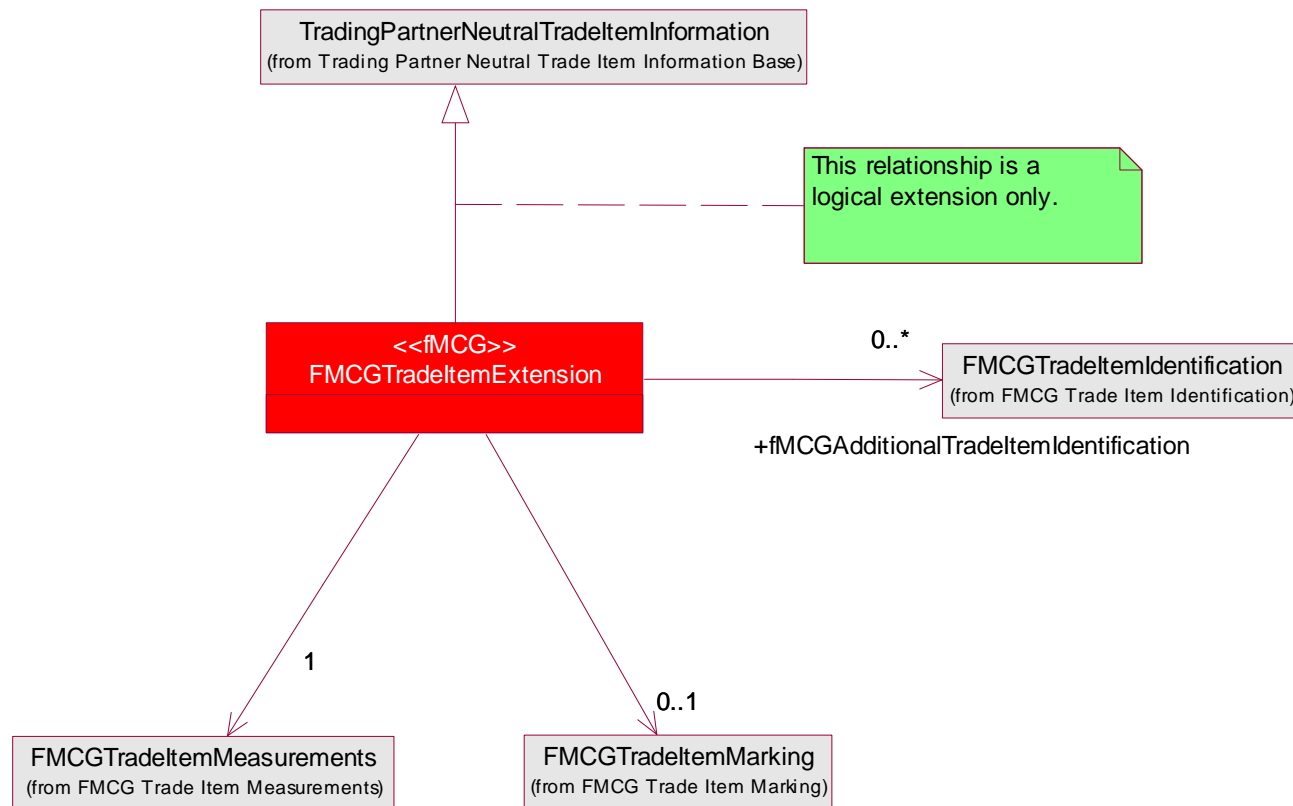 TradingPartnerNeutralTradeItemInformation
(from Trading Partner Neutral Trade Item Information Base)
This relationship is a
logical extension only.
<<fMCG>>
FMCGTradeItemExtension
0..*
FMCGTradeItemIdentification
(from FMCG Trade Item Identification)
+fMCGAdditionalTradeItemIdentification
1
0..1
FMCGTradeItemMeasurements
(from FMCG Trade Item Measurements)
FMCGTradeItemMarking
(from FMCG Trade Item Marking)